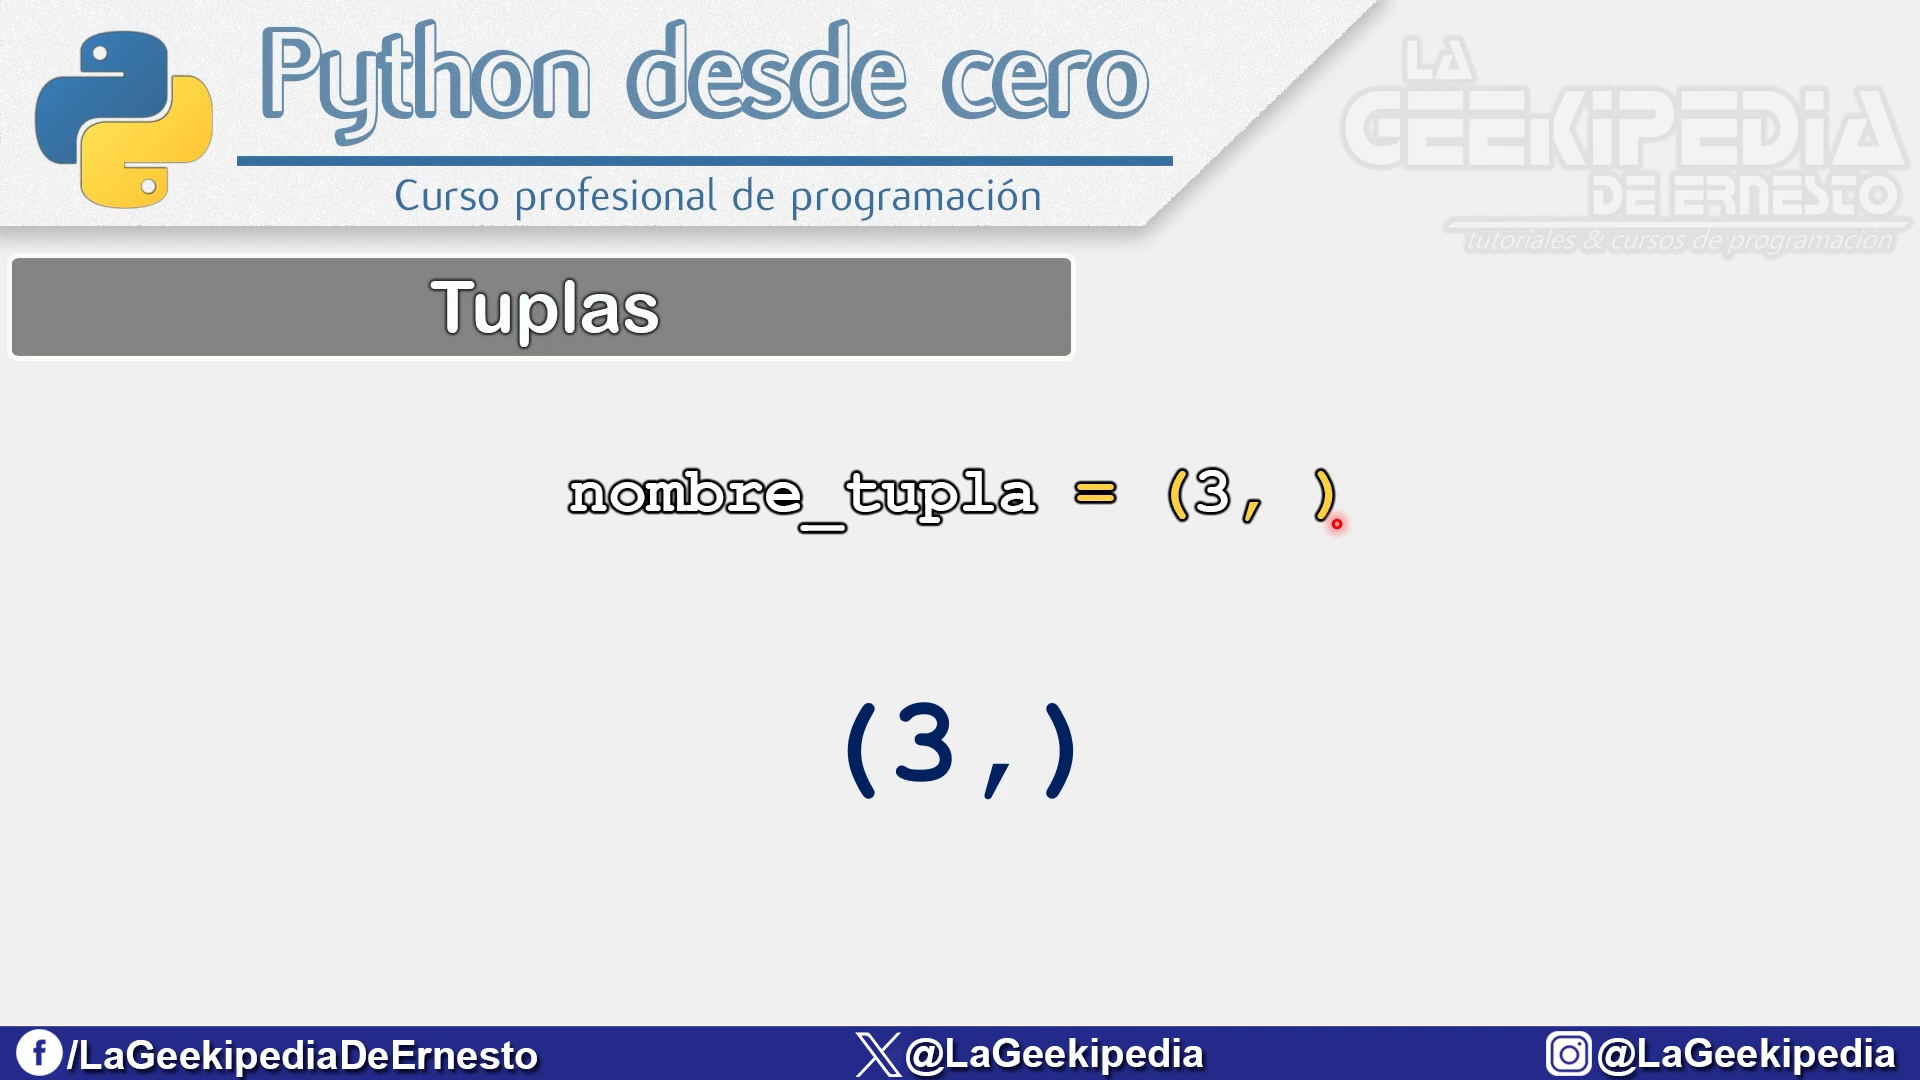 Python desde cero
Curso profesional de programación
LA
GEEKIPEDIA
DE ERNESTO
tutoriales & cursos de programación
Tuplas
nombre_tupla = (3, )
(3,)
/LaGeekipediaDeErnesto
@LaGeekipedia
@LaGeekipedia